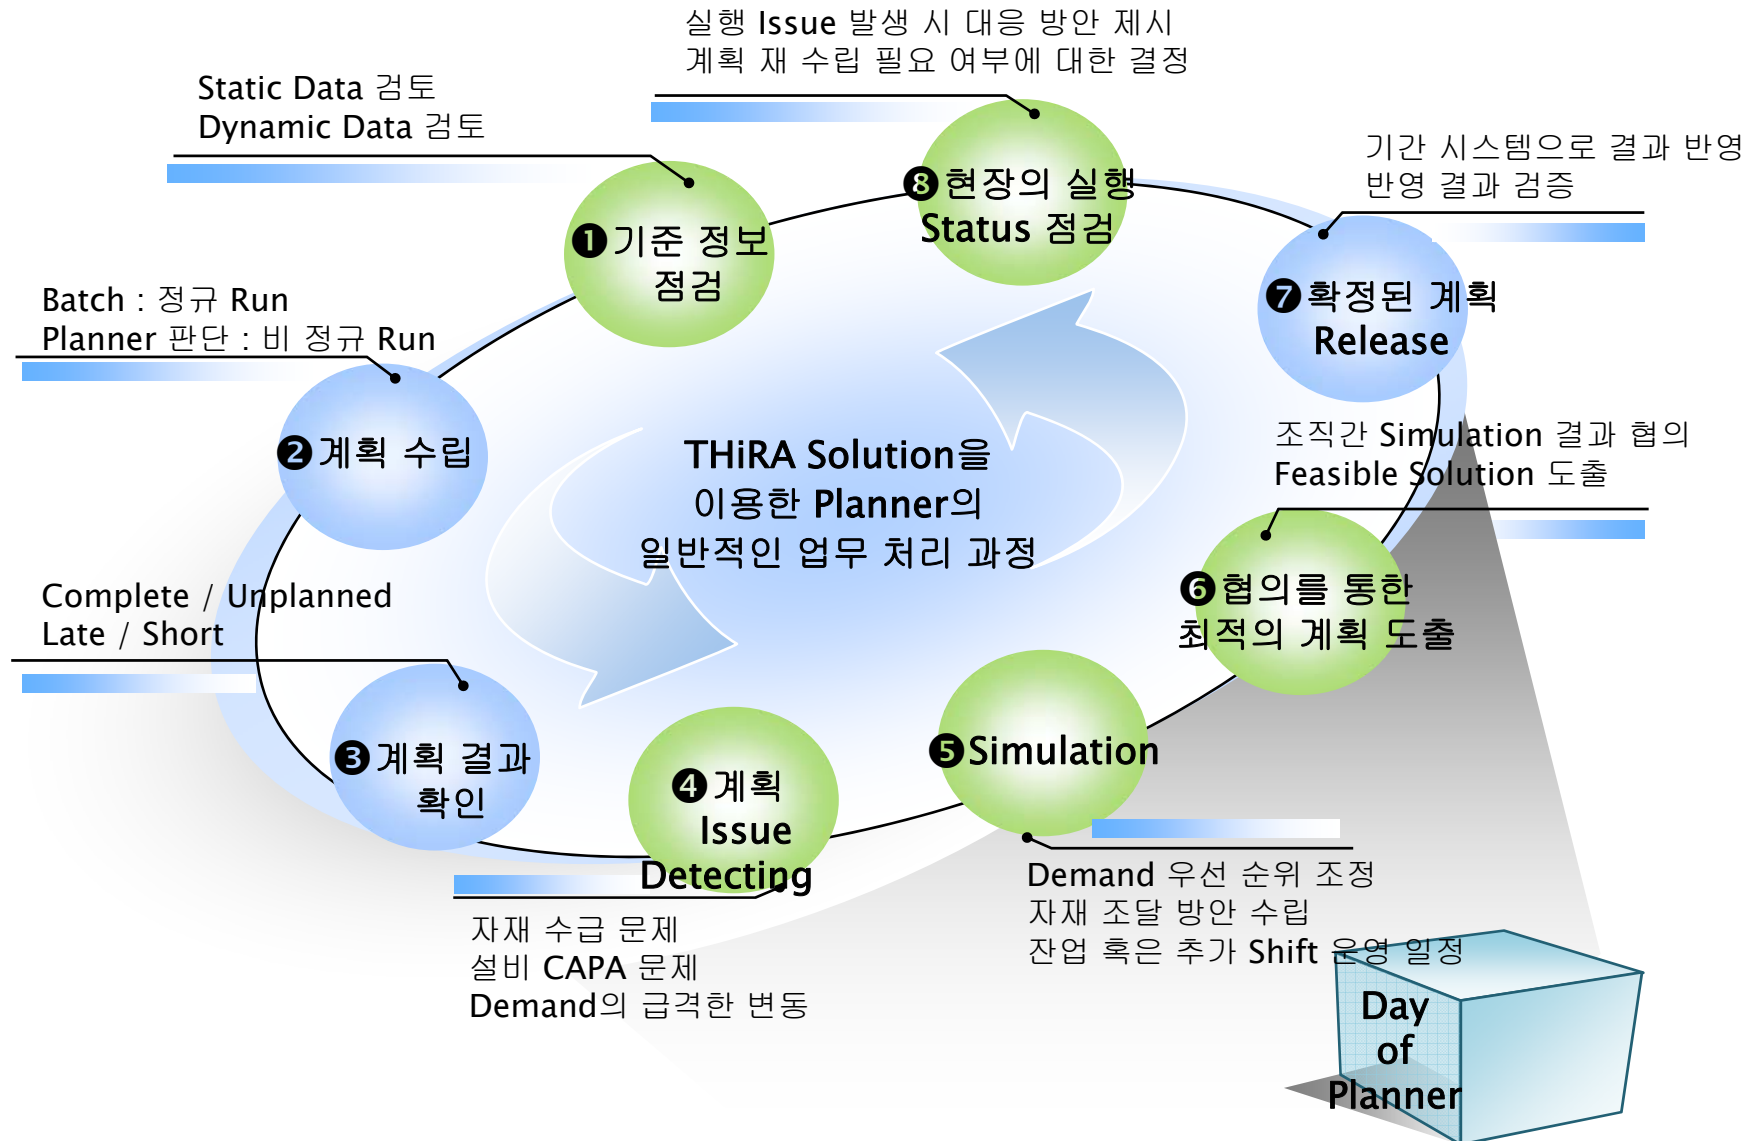 실행 Issue 발생 시 대응 방안 제시
계획 재 수립 필요 여부에 대한 결정
Static Data 검토
Dynamic Data 검토
기간 시스템으로 결과 반영
반영 결과 검증
❽현장의 실행
Status 점검
❶기준 정보
점검
❼확정된 계획
Release
Batch : 정규 Run
Planner 판단 : 비 정규 Run
❷계획 수립
THiRA Solution을
이용한 Planner의
일반적인 업무 처리 과정
조직간 Simulation 결과 협의
Feasible Solution 도출
❻협의를 통한
최적의 계획 도출
Complete / Unplanned
Late / Short
❸계획 결과
확인
❹계획
Issue
Detecting
❺Simulation
자재 수급 문제
설비 CAPA 문제
Demand의 급격한 변동
Demand 우선 순위 조정
자재 조달 방안 수립
잔업 혹은 추가 Shift 운영 일정
Day
of
Planner